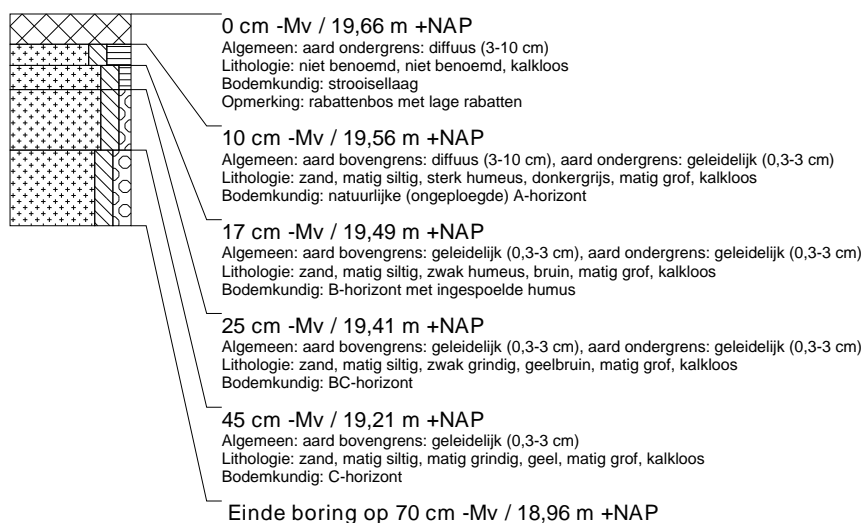 0 cm -Mv / 19,66 m +NAP
Algemeen: aard ondergrens: diffuus (3-10 cm)
Lithologie: niet benoemd, niet benoemd, kalkloos
Bodemkundig: strooisellaag
Opmerking: rabattenbos met lage rabatten
10 cm -Mv / 19,56 m +NAP
Algemeen: aard bovengrens: diffuus (3-10 cm), aard ondergrens: geleidelijk (0,3-3 cm)
Lithologie: zand, matig siltig, sterk humeus, donkergrijs, matig grof, kalkloos
Bodemkundig: natuurlijke (ongeploegde) A-horizont
17 cm -Mv / 19,49 m +NAP
Algemeen: aard bovengrens: geleidelijk (0,3-3 cm), aard ondergrens: geleidelijk (0,3-3 cm)
Lithologie: zand, matig siltig, zwak humeus, bruin, matig grof, kalkloos
Bodemkundig: B-horizont met ingespoelde humus
25 cm -Mv / 19,41 m +NAP
Algemeen: aard bovengrens: geleidelijk (0,3-3 cm), aard ondergrens: geleidelijk (0,3-3 cm)
Lithologie: zand, matig siltig, zwak grindig, geelbruin, matig grof, kalkloos
Bodemkundig: BC-horizont
45 cm -Mv / 19,21 m +NAP
Algemeen: aard bovengrens: geleidelijk (0,3-3 cm)
Lithologie: zand, matig siltig, matig grindig, geel, matig grof, kalkloos
Bodemkundig: C-horizont
Einde boring op 70 cm -Mv / 18,96 m +NAP